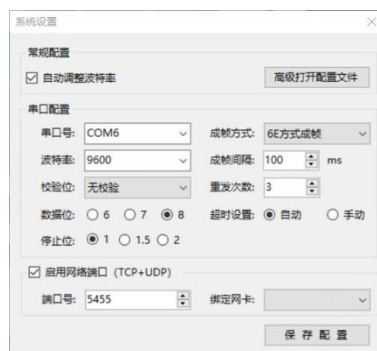 系统设置
常规配置
自动调整波特率 高级打开配置文件
串口配置
串口号: COM6 成帧方式: 6E方式成帧
波特率: 9600 成帧间隔: 100 ms
校验位: 无校验 重发次数: 3
数据位: 6 7 8 超时设置: 自动 手动
停止位: 1 1.5 2
启用网络端口 (TCP+UDP)
端口号: 5455 绑定网卡:
保存配置